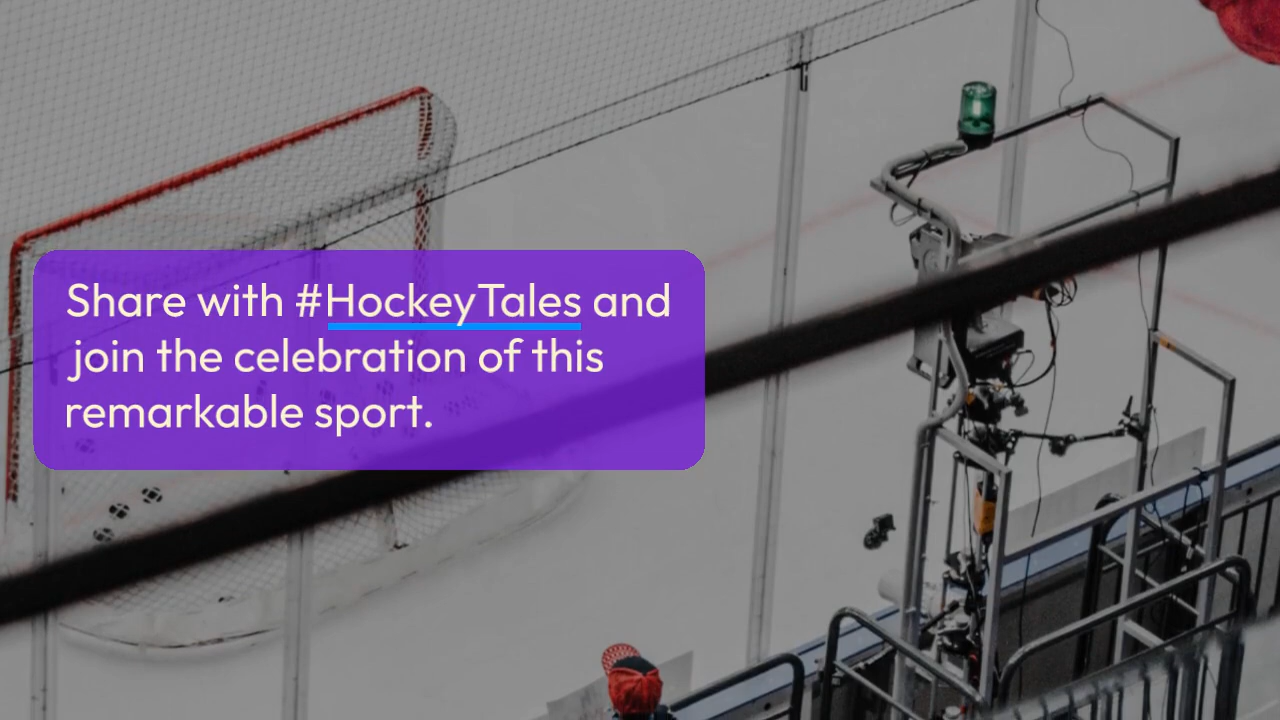 Share with #HockeyTales and
join the celebration of this
remarkable sport.